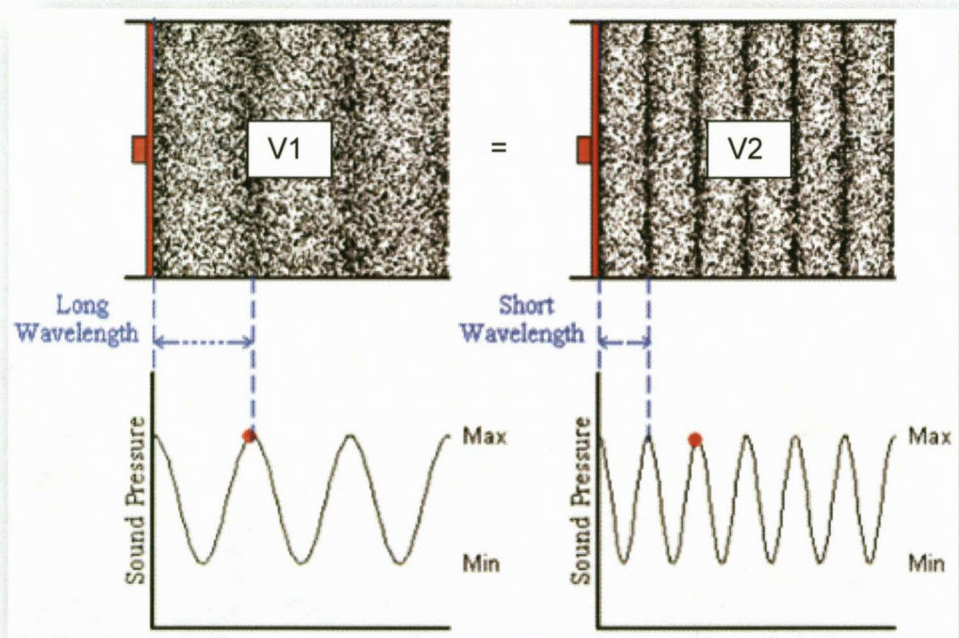 V1
=
V2
Long
Wavelength
Short
Wavelength
Sound Pressure
Max
Min
Sound Pressure
Max
Min